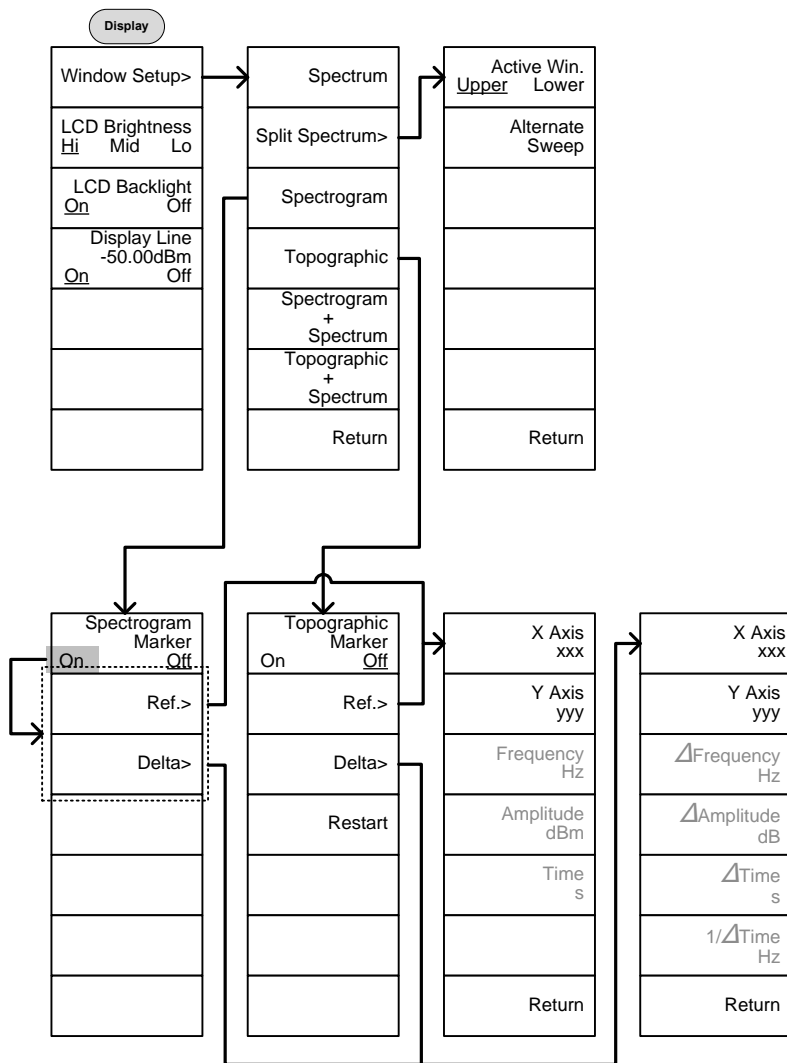 Display
Window Setup>
LCD Brightness
Hi Mid Lo
LCD Backlight
On Off
Display Line
-50.00dBm
On Off
Spectrum
Split Spectrum>
Spectrogram
Topographic
Spectrogram
+
Spectrum
Topographic
+
Spectrum
Return
Active Win.
Upper Lower
Alternate
Sweep
Return
Spectrogram
Marker
On Off
Ref.>
Delta>
Topographic
Marker
On Off
Ref.>
Delta>
Restart
X Axis
xxx
Y Axis
yyy
Frequency
Hz
Amplitude
dBm
Time
s
Return
X Axis
xxx
Y Axis
yyy
ΔFrequency
Hz
ΔAmplitude
dB
ΔTime
s
1/ΔTime
Hz
Return